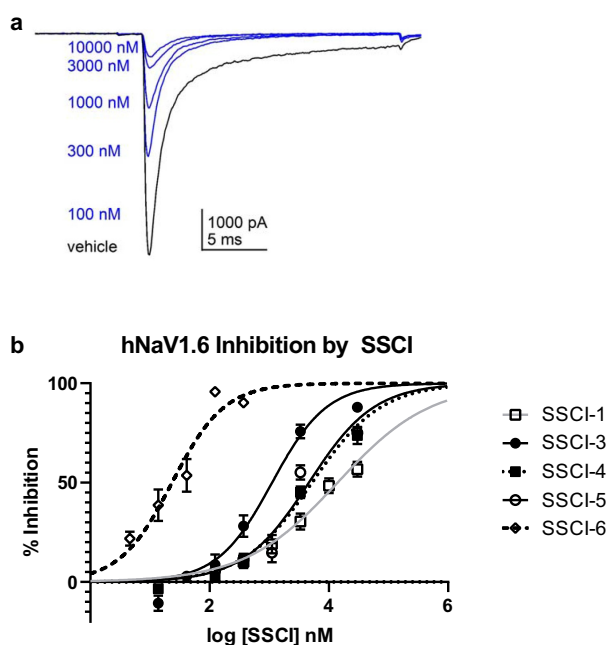 a
10000 nM
3000 nM
1000 nM
300 nM
100 nM
vehicle
1000 pA
5 ms
b
hNaV1.6 Inhibition by SSCI
% Inhibition
100
50
0
2
4
6
log [SSCI] nM
SSCI-1
SSCI-3
SSCI-4
SSCI-5
SSCI-6